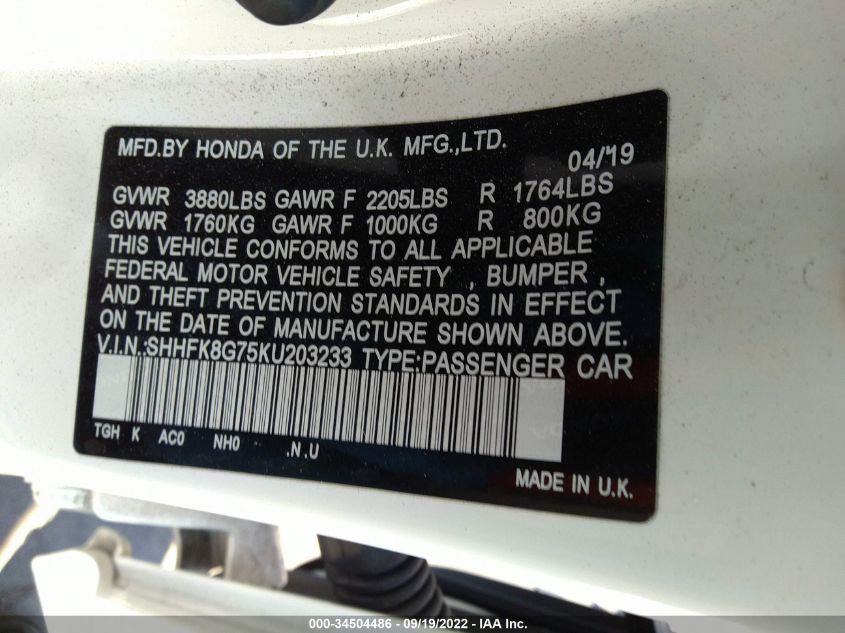 MFD.BY HONDA OF THE U.K. MFG.,LTD. 04/'19
GVWR 3880LBS GAWR F 2205LBS R 1764LBS
GVWR 1760KG GAWR F 1000KG R 800KG
THIS VEHICLE CONFORMS TO ALL APPLICABLE
FEDERAL MOTOR VEHICLE SAFETY , BUMPER ,
AND THEFT PREVENTION STANDARDS IN EFFECT
ON THE DATE OF MANUFACTURE SHOWN ABOVE.
V.I.N.:SHHFK8G75KU203233 TYPE:PASSENGER CAR
TGH K AC0 NH0 .N.U
MADE IN U.K.
000-34504486 - 09/19/2022 - IAA Inc.